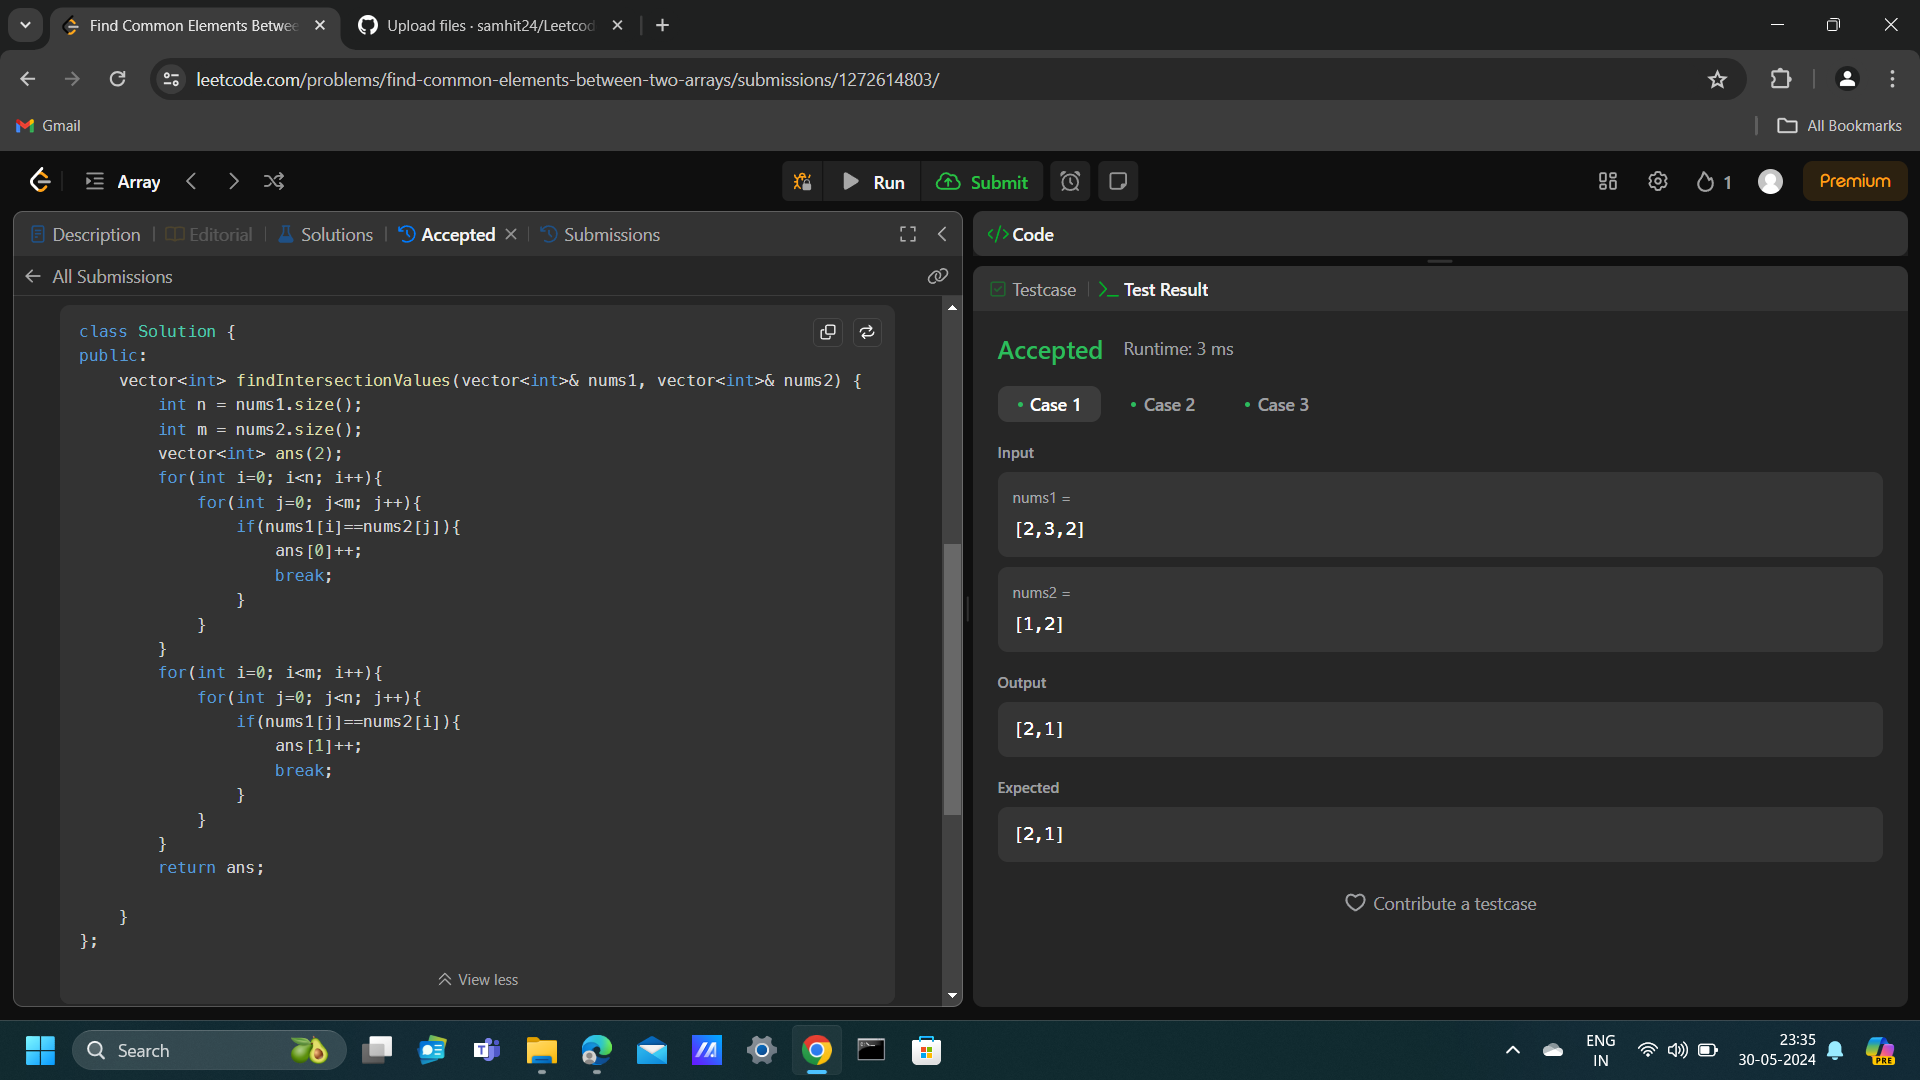 Find Common Elements Betwee
Upload files · samhit24/Leetcod
leetcode.com/problems/find-common-elements-between-two-arrays/submissions/1272614803/
Gmail
All Bookmarks
Array
Run
Submit
1
Premium
Description
Editorial
Solutions
Accepted
Submissions
All Submissions
class Solution {
public:
    vector<int> findIntersectionValues(vector<int>& nums1, vector<int>& nums2) {
        int n = nums1.size();
        int m = nums2.size();
        vector<int> ans(2);
        for(int i=0; i<n; i++){
            for(int j=0; j<m; j++){
                if(nums1[i]==nums2[j]){
                    ans[0]++;
                    break;
                }
            }
        }
        for(int i=0; i<m; i++){
            for(int j=0; j<n; j++){
                if(nums1[j]==nums2[i]){
                    ans[1]++;
                    break;
                }
            }
        }
        return ans;
    }
};
View less
</> Code
Testcase
Test Result
Accepted Runtime: 3 ms
• Case 1
• Case 2
• Case 3
Input
nums1 =
[2,3,2]
nums2 =
[1,2]
Output
[2,1]
Expected
[2,1]
Contribute a testcase
Search
ENG
IN
23:35
30-05-2024
PRE